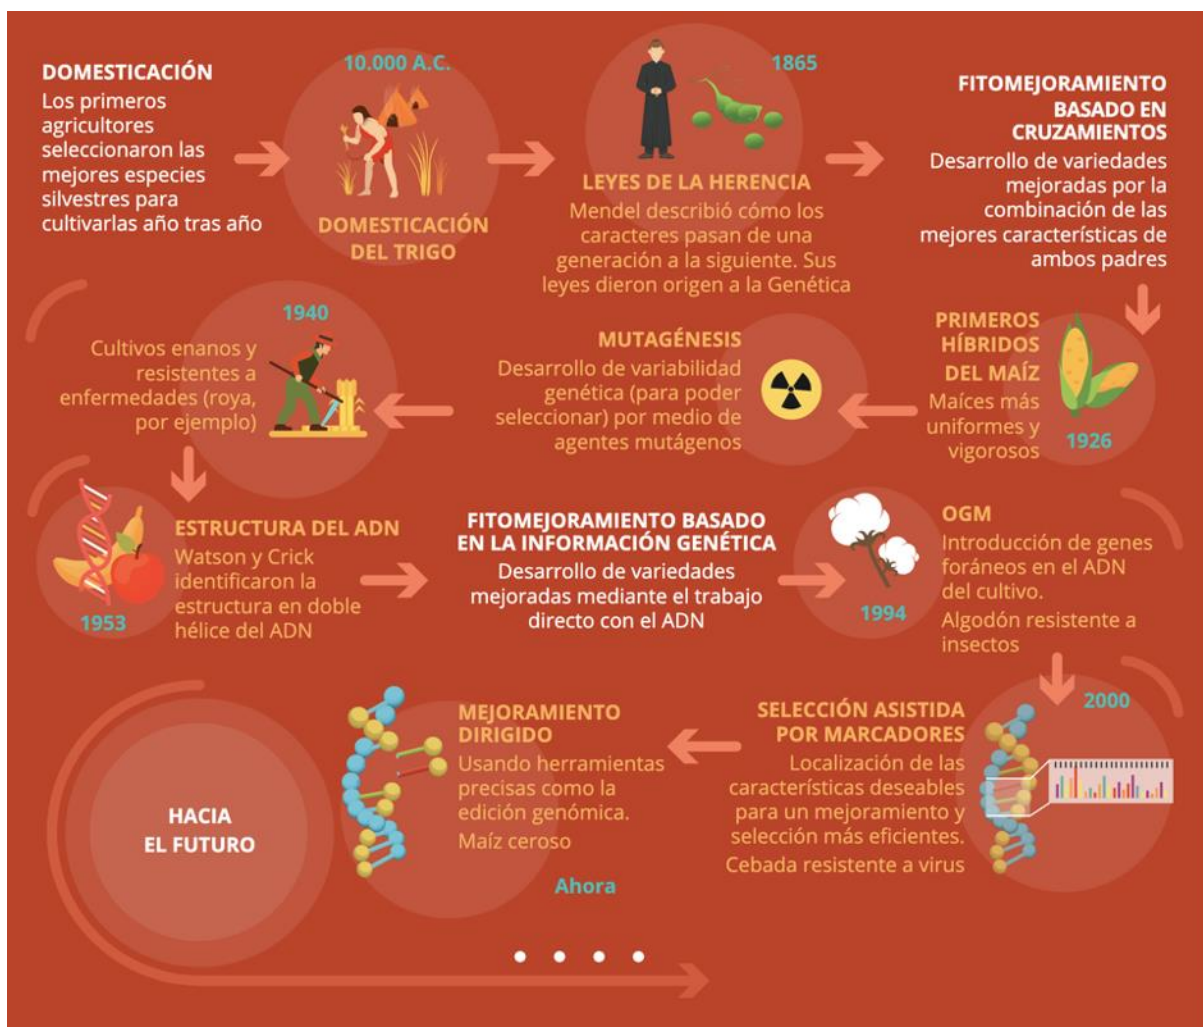 DOMESTICACIÓN
Los primeros
agricultores
seleccionaron las
mejores especies
silvestres para
cultivarlas año tras año
10.000 A.C.
DOMESTICACIÓN
DEL TRIGO
1865
LEYES DE LA HERENCIA
Mendel describió cómo los
caracteres pasan de una
generación a la siguiente. Sus
leyes dieron origen a la Genética
FITOMEJORAMIENTO
BASADO EN
CRUZAMIENTOS
Desarrollo de variedades
mejoradas por la
combinación de las
mejores características de
ambos padres
PRIMEROS
HÍBRIDOS
DEL MAÍZ
Maíces más
uniformes y
vigorosos
1926
MUTAGÉNESIS
Desarrollo de variabilidad
genética (para poder
seleccionar) por medio de
agentes mutágenos
1940
Cultivos enanos y
resistentes a
enfermedades (roya,
por ejemplo)
ESTRUCTURA DEL ADN
Watson y Crick
identificaron la
estructura en doble
hélice del ADN
1953
FITOMEJORAMIENTO BASADO
EN LA INFORMACIÓN GENÉTICA
Desarrollo de variedades
mejoradas mediante el trabajo
directo con el ADN
1994
OGM
Introducción de genes
foráneos en el ADN
del cultivo.
Algodón resistente a
insectos
2000
SELECCIÓN ASISTIDA
POR MARCADORES
Localización de las
características deseables
para un mejoramiento y
selección más eficientes.
Cebada resistente a virus
MEJORAMIENTO
DIRIGIDO
Usando herramientas
precisas como la
edición genómica.
Maíz ceroso
Ahora
HACIA
EL FUTURO